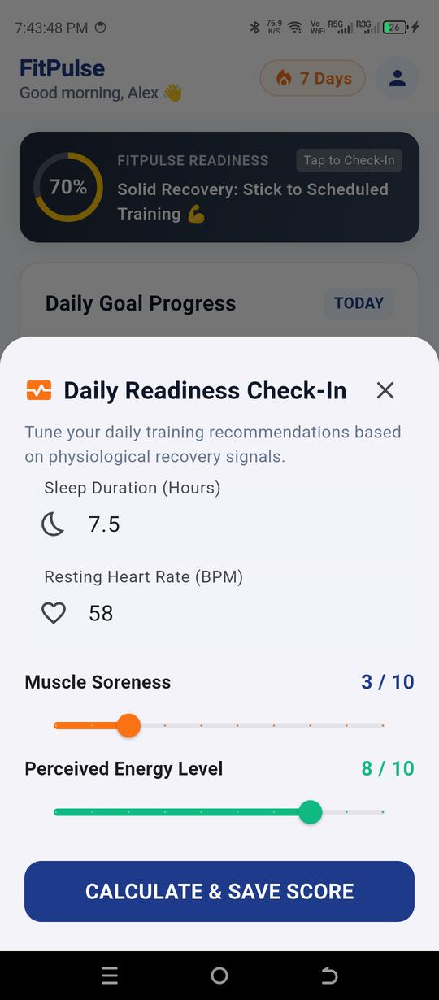 7:43:48 PM
76.9 K/S
Vo WiFi
R5G
R3G
26
FitPulse
Good morning, Alex 👋
7 Days
70%
FITPULSE READINESS
Tap to Check-In
Solid Recovery: Stick to Scheduled
Training 💪
Daily Goal Progress
TODAY
Daily Readiness Check-In
Tune your daily training recommendations based
on physiological recovery signals.
Sleep Duration (Hours)
7.5
Resting Heart Rate (BPM)
58
Muscle Soreness
3 / 10
Perceived Energy Level
8 / 10
CALCULATE & SAVE SCORE